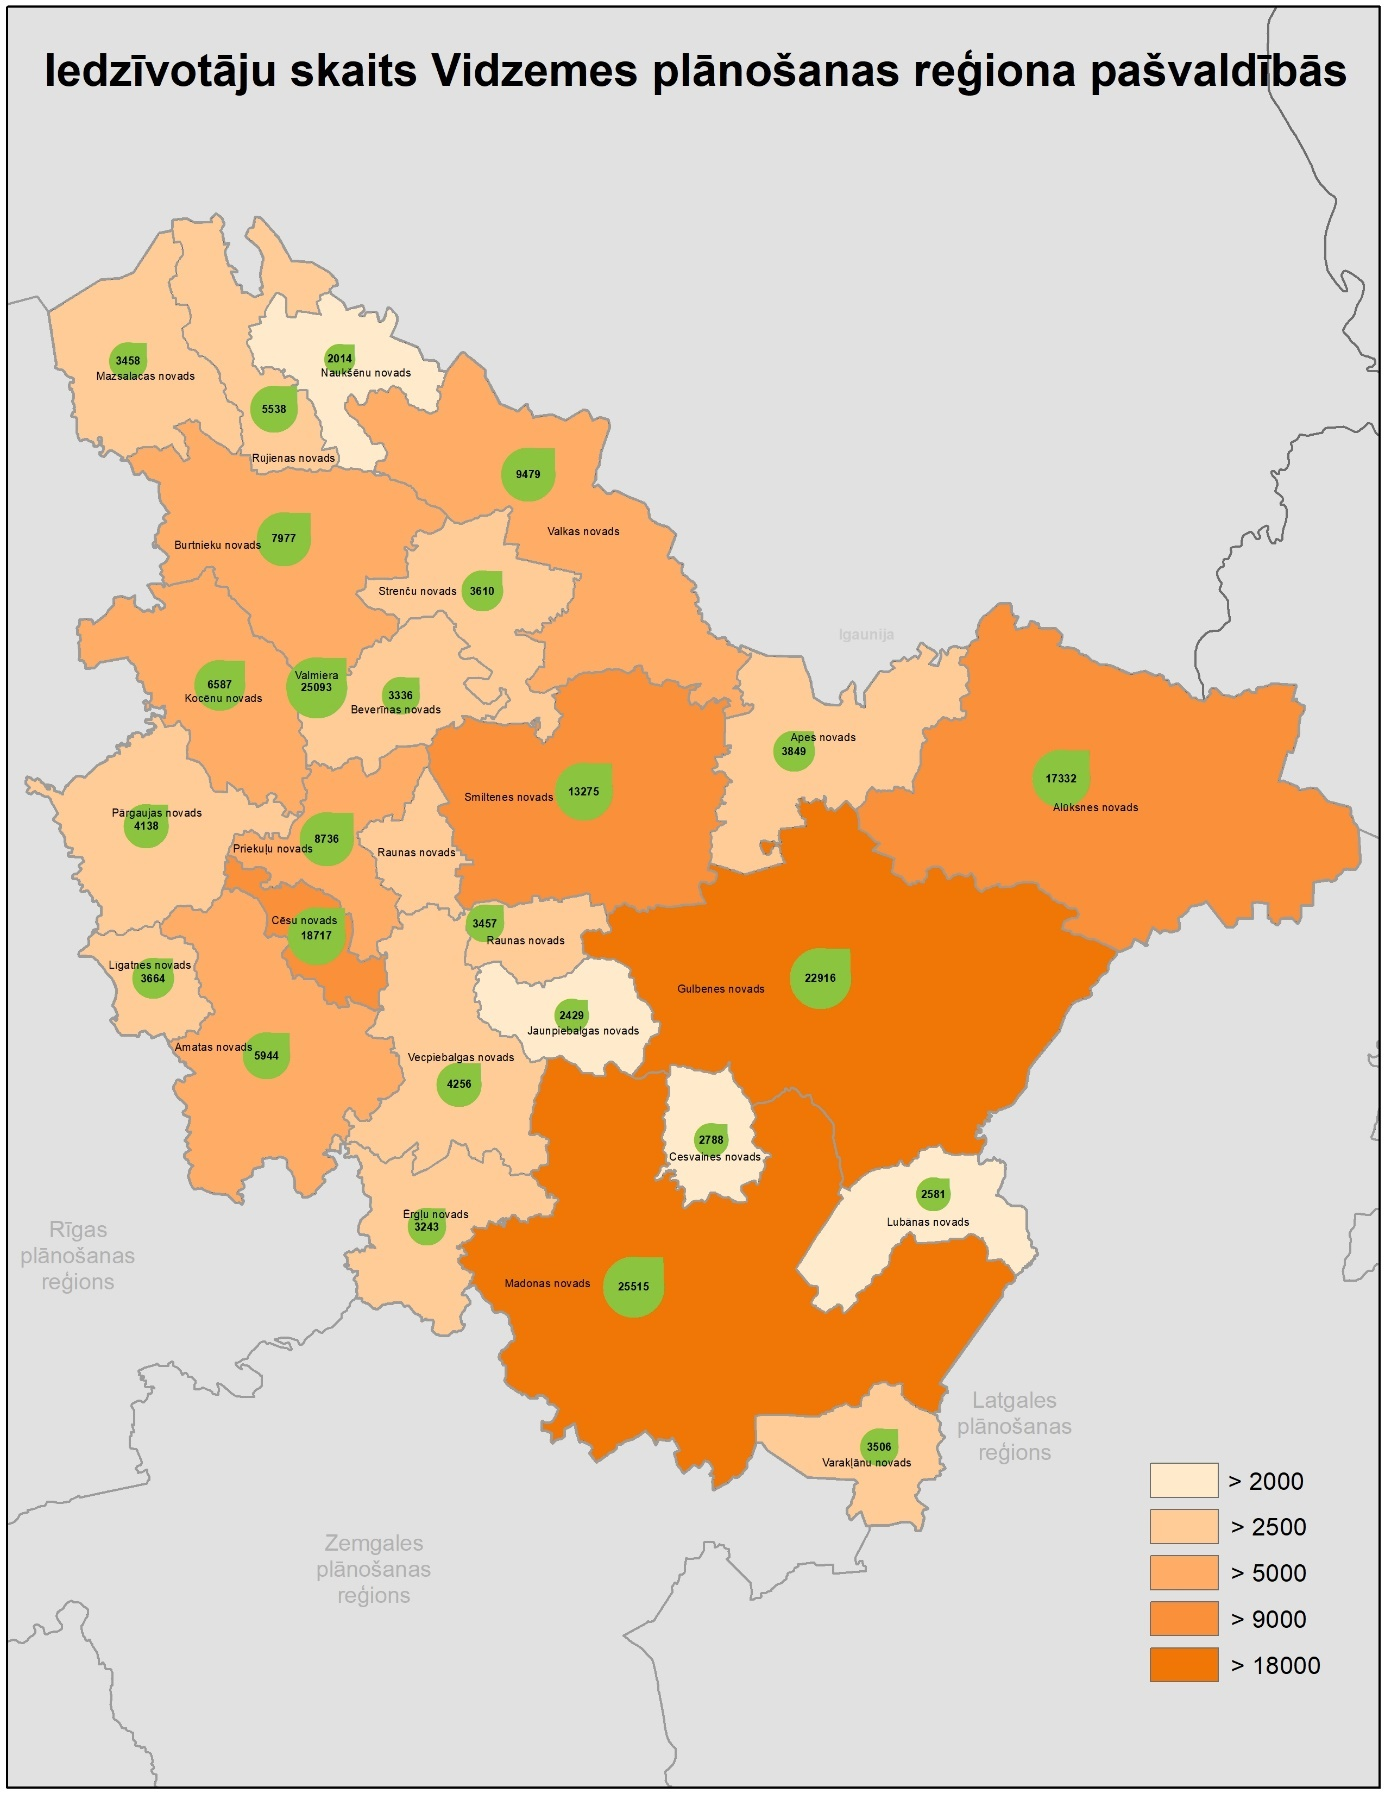 Iedzīvotāju skaits Vidzemes plānošanas reģiona pašvaldībās
3458
Mazsalacas novads
2014
Naukšēnu novads
5538
Rujienas novads
9479
Valkas novads
7977
Burtnieku novads
Strenču novads
3610
Igaunija
6587
Kocēnu novads
Valmiera
25093
3336
Beverīnas novads
Apes novads
3849
17332
Alūksnes novads
Smiltenes novads
13275
Pārgaujas novads
4138
8736
Priekuļu novads
Raunas novads
Cēsu novads
18717
3457
Raunas novads
Līgatnes novads
3664
Gulbenes novads
22916
2429
Jaunpiebalgas novads
Amatas novads
5944
Vecpiebalgas novads
4256
2788
Cesvaines novads
2581
Lubānas novads
Ērgļu novads
3243
Rīgas
plānošanas
reģions
Madonas novads
25515
Latgales
plānošanas
reģions
3506
Varakļānu novads
Zemgales
plānošanas
reģions
> 2000
> 2500
> 5000
> 9000
> 18000